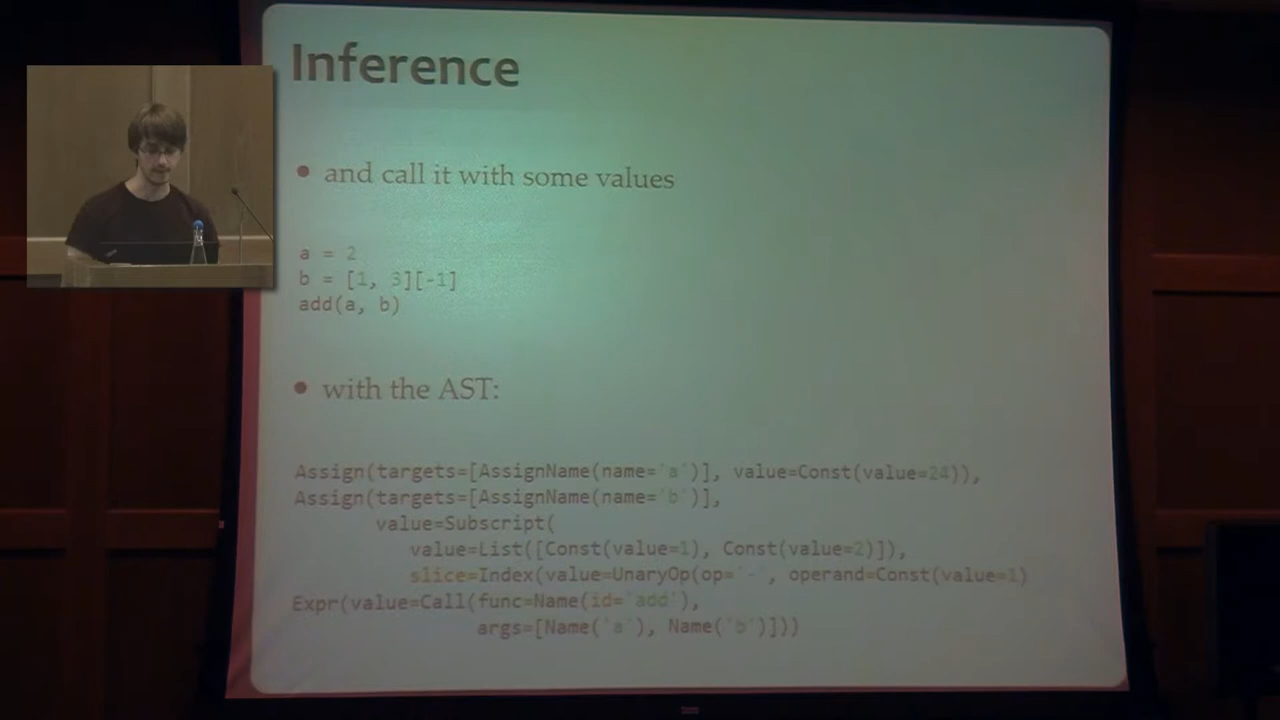 Inference
• and call it with some values
a = 2
b = [1, 3][-1]
add(a, b)
• with the AST:
Assign(targets=[AssignName(name='a')], value=Const(value=24)),
Assign(targets=[AssignName(name='b')],
value=Subscript(
value=List([Const(value=1), Const(value=2)]),
slice=Index(value=UnaryOp(op='-', operand=Const(value=1)
Expr(value=Call(func=Name(id='add'),
args=[Name('a'), Name('b')]))